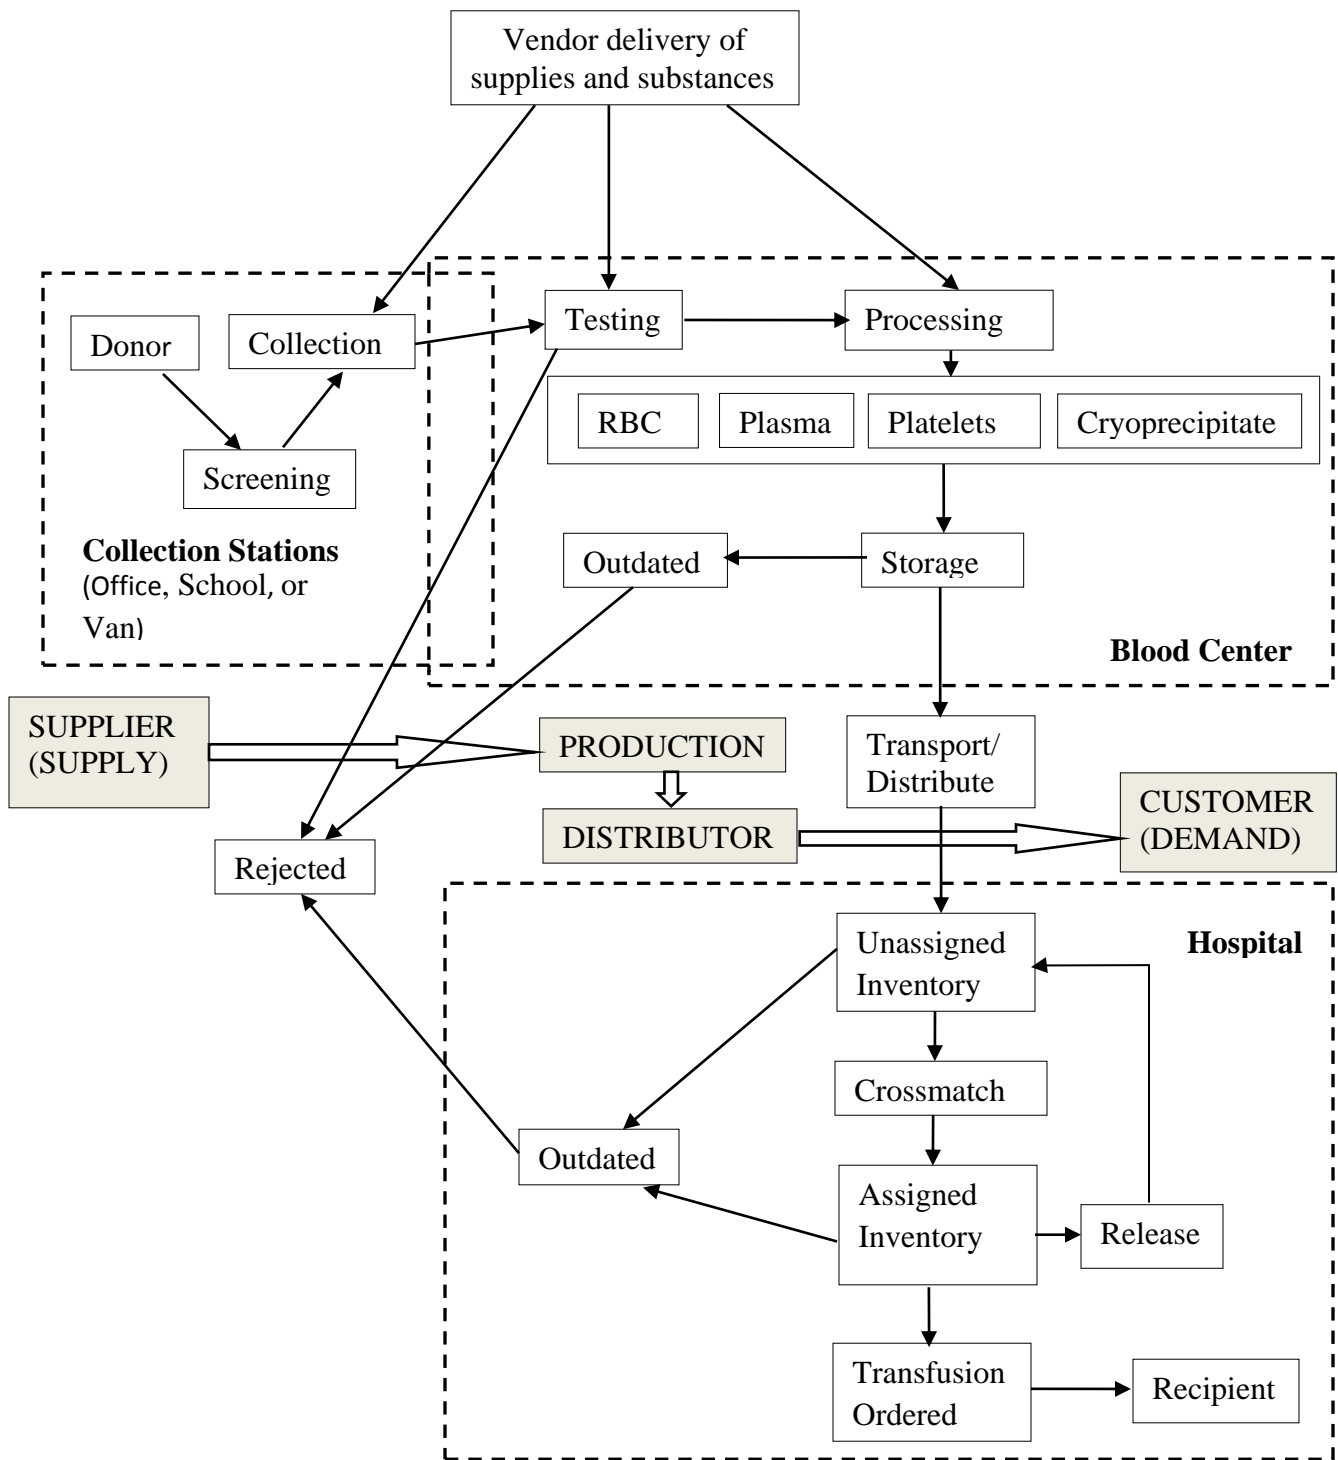 Vendor delivery of
supplies and substances
Testing
Processing
Donor
Collection
RBC
Plasma
Platelets
Cryoprecipitate
Screening
Collection Stations
(Office, School, or
Van)
Outdated
Storage
Blood Center
SUPPLIER
(SUPPLY)
PRODUCTION
Transport/
Distribute
DISTRIBUTOR
CUSTOMER
(DEMAND)
Rejected
Unassigned
Inventory
Hospital
Crossmatch
Outdated
Assigned
Inventory
Release
Transfusion
Ordered
Recipient